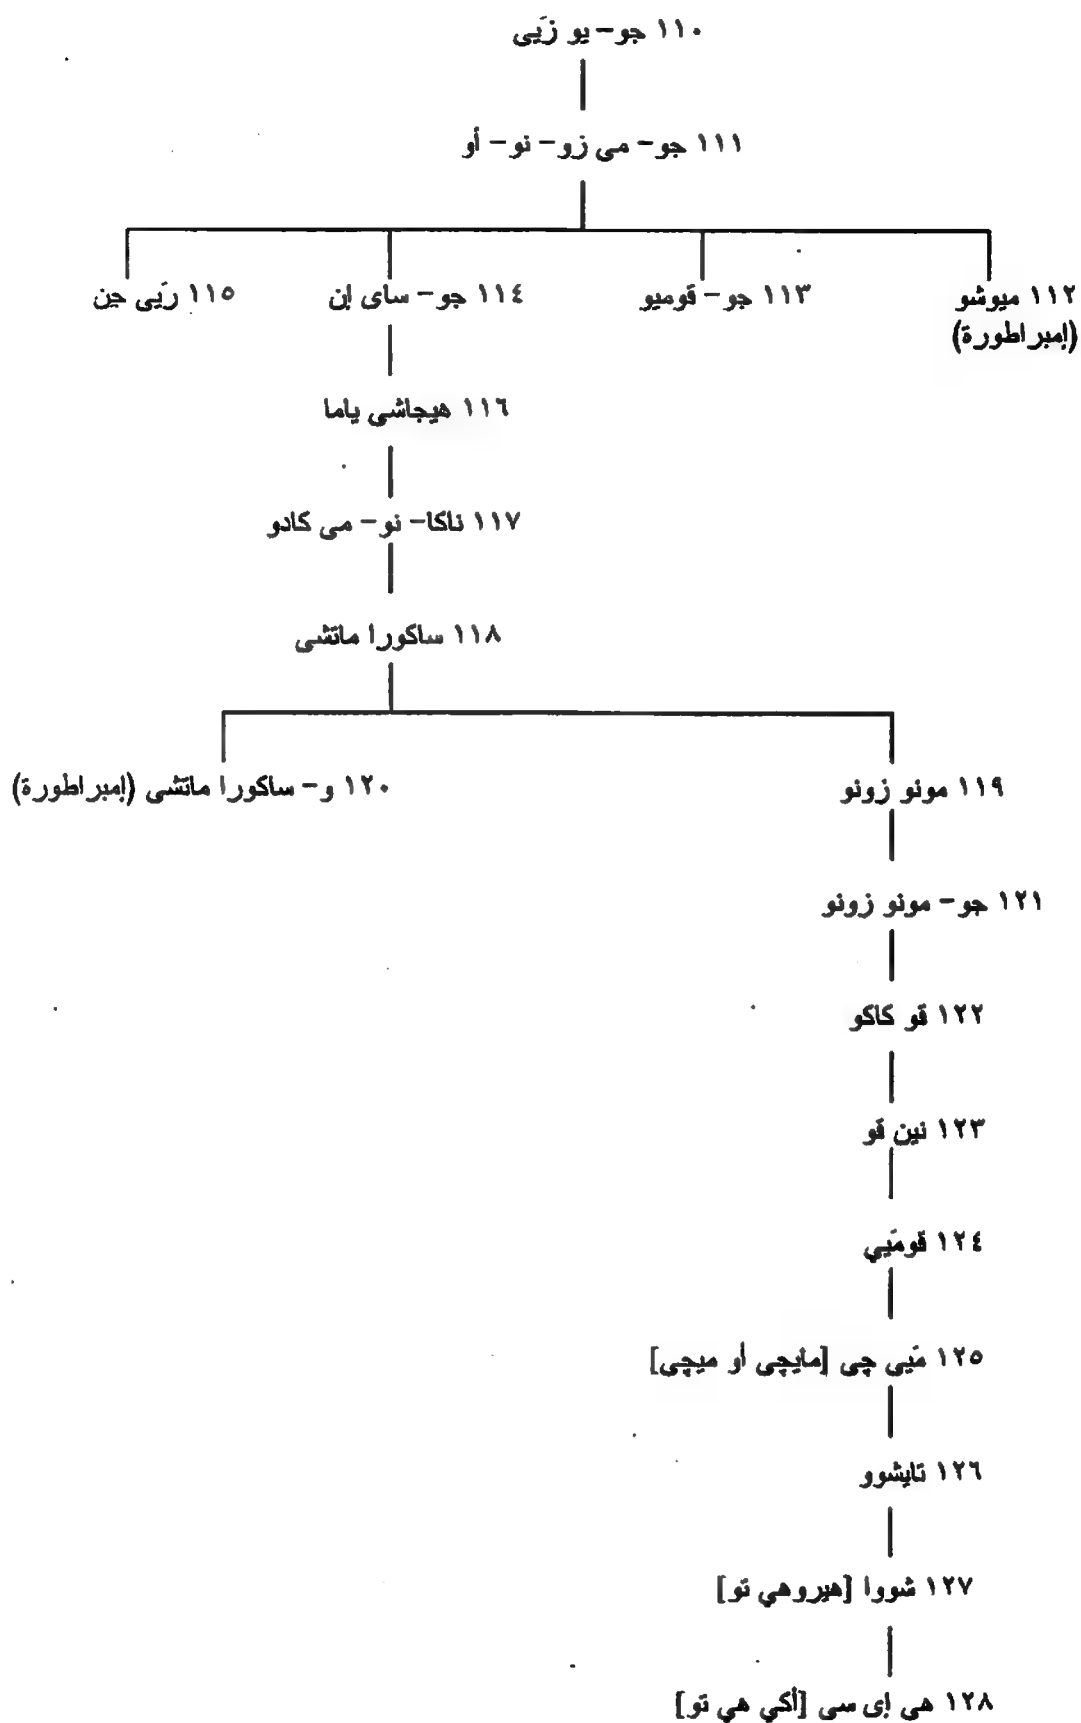 ١١٠ جو- يو زَيى
١١١ جو- مى زو- نو- أو
١١٢ ميوشو
(إمبراطورة)
١١٣ جو- قوميو
١١٤ جو- ساى إن
١١٥ رَيى جن
١١٦ هيجاشى ياما
١١٧ ناكا- نو- مى كادو
١١٨ ساكورا ماتشى
١١٩ مونو زونو
١٢٠ و- ساكورا ماتشى (إمبراطورة)
١٢١ جو- مونو زونو
١٢٢ قو كاكو
١٢٣ نين قو
١٢٤ قومَيي
١٢٥ مَيى چى [مايچى أو ميچى]
١٢٦ تايشوو
١٢٧ شووا [هيروهي تو]
١٢٨ هى إى سى [أكي هي تو]